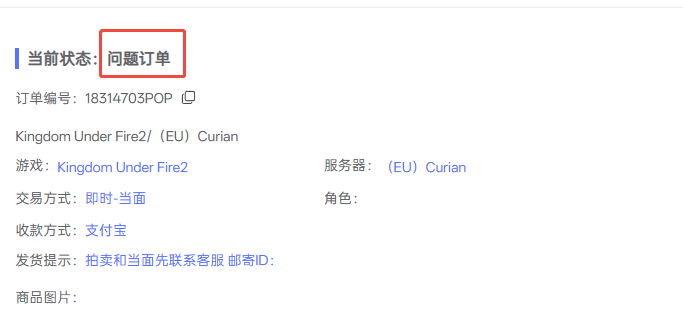 当前状态：问题订单
订单编号：18314703POP
Kingdom Under Fire2/（EU）Curian
游戏：Kingdom Under Fire2 服务器：（EU）Curian
交易方式：即时-当面 角色：
收款方式：支付宝
发货提示：拍卖和当面先联系客服 邮寄ID：
商品图片：